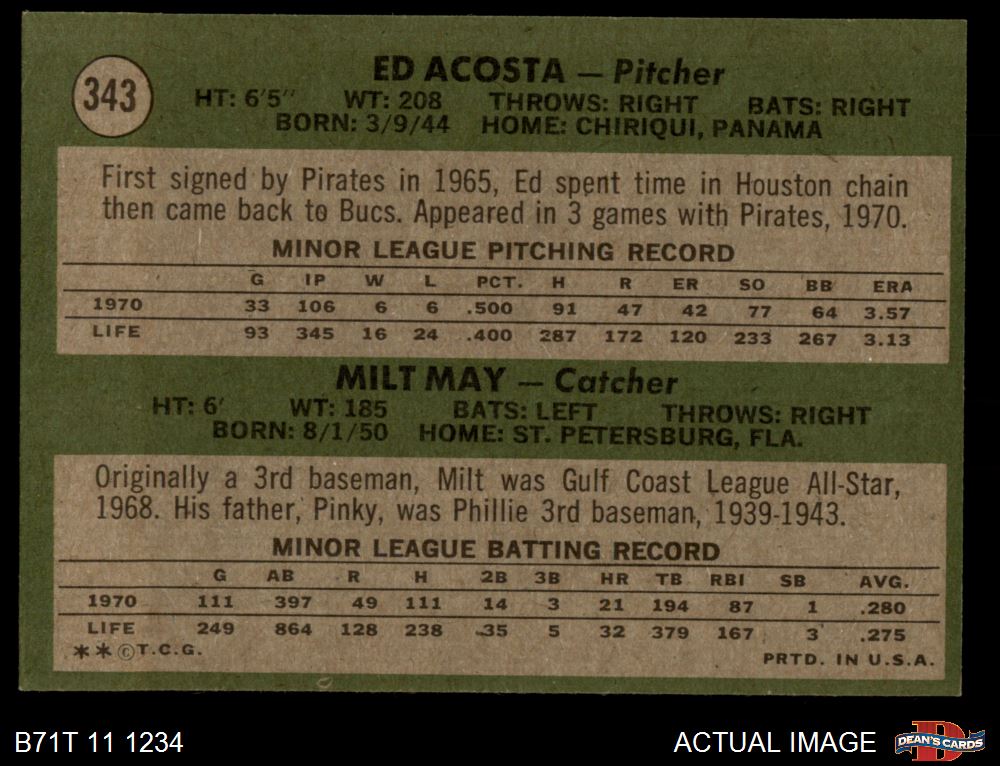 343
ED ACOSTA — Pitcher
HT: 6'5" WT: 208 THROWS: RIGHT BATS: RIGHT
BORN: 3/9/44 HOME: CHIRIQUI, PANAMA
First signed by Pirates in 1965, Ed spent time in Houston chain
then came back to Bucs. Appeared in 3 games with Pirates, 1970.
MINOR LEAGUE PITCHING RECORD
G IP W L PCT. H R ER SO BB ERA
1970 33 106 6 6 .500 91 47 42 77 64 3.57
LIFE 93 345 16 24 .400 287 172 120 233 267 3.13
MILT MAY — Catcher
HT: 6' WT: 185 BATS: LEFT THROWS: RIGHT
BORN: 8/1/50 HOME: ST. PETERSBURG, FLA.
Originally a 3rd baseman, Milt was Gulf Coast League All-Star,
1968. His father, Pinky, was Phillie 3rd baseman, 1939-1943.
MINOR LEAGUE BATTING RECORD
G AB R H 2B 3B HR TB RBI SB AVG.
1970 111 397 49 111 14 3 21 194 87 1 .280
LIFE 249 864 128 238 35 5 32 379 167 3 .275
**©T.C.G. PRTD. IN U.S.A.
B71T 11 1234 ACTUAL IMAGE DEAN'S CARDS